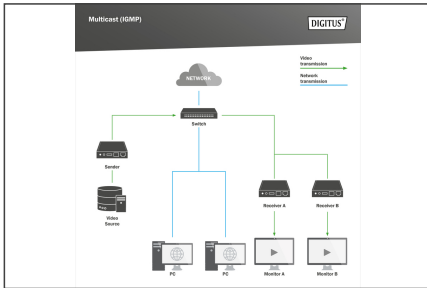 Multicast (IGMP)
DIGITUS®
Video
transmission
Network
transmission
NETWORK
Switch
Sender
Receiver A
Receiver B
Video
Source
PC
PC
Monitor A
Monitor B